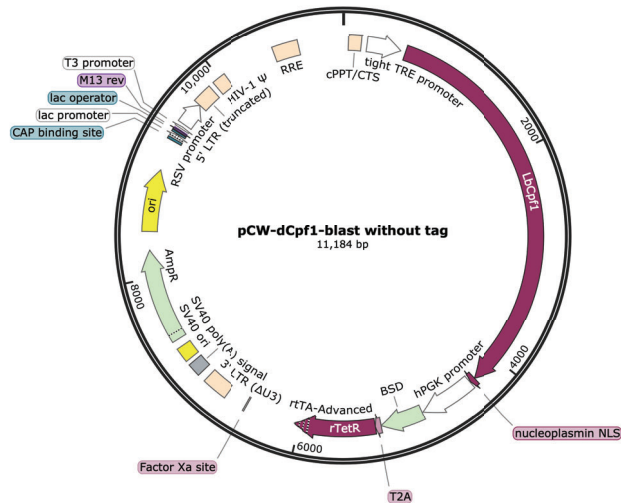 T3 promoter
M13 rev
lac operator
lac promoter
CAP binding site
10,000
HIV-1 Ψ
RRE
cPPT/CTS
tight TRE promoter
RSV promoter
5' LTR (truncated)
2000
LbCpf1
ori
pCW-dCpf1-blast without tag
11,184 bp
AmpR
8000
SV40 poly(A) signal
SV40 ori
3' LTR (ΔU3)
4000
hPGK promoter
BSD
rtTA-Advanced
rTetR
nucleoplasmin NLS
6000
Factor Xa site
T2A